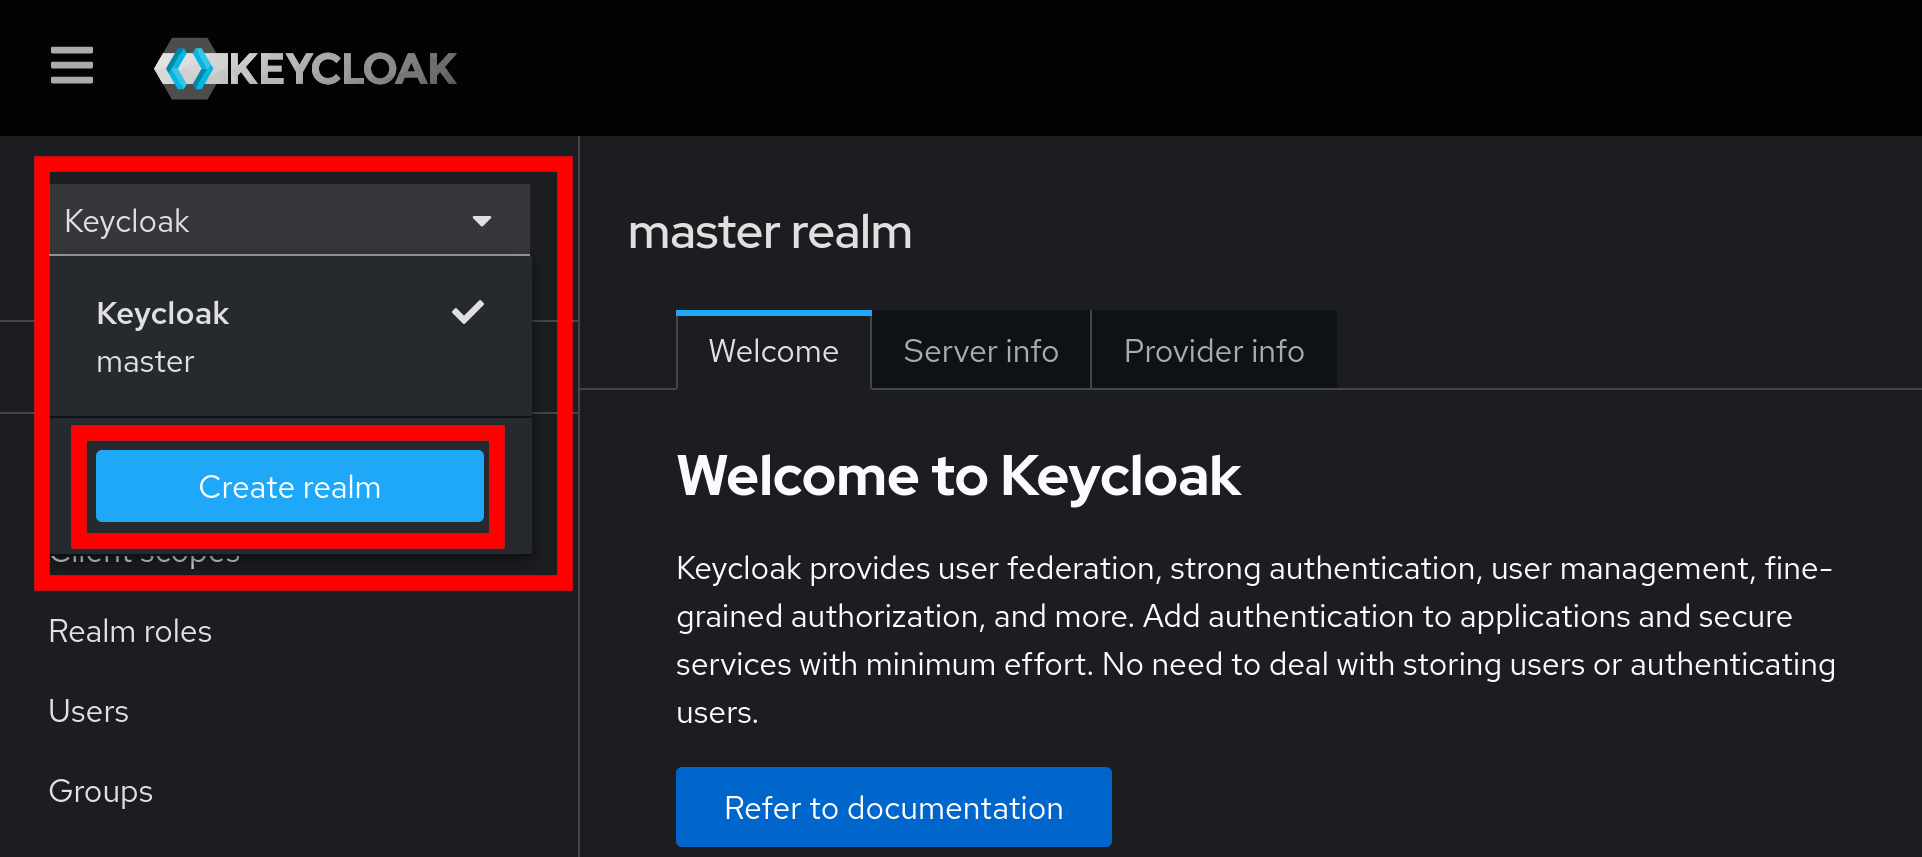 KEYCLOAK
Keycloak
Keycloak
master
Create realm
Client scopes
Realm roles
Users
Groups
master realm
Welcome
Server info
Provider info
Welcome to Keycloak
Keycloak provides user federation, strong authentication, user management, fine-
grained authorization, and more. Add authentication to applications and secure
services with minimum effort. No need to deal with storing users or authenticating
users.
Refer to documentation